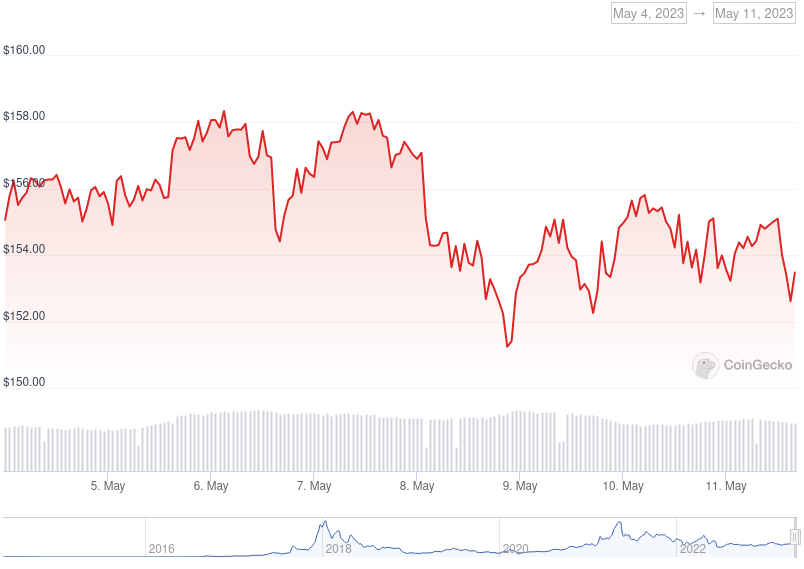 May 4, 2023 → May 11, 2023
$160.00
$158.00
$156.00
$154.00
$152.00
CoinGecko
$150.00
5. May 6. May 7. May 8. May 9. May 10. May 11. May
2016 2018 2020 2022